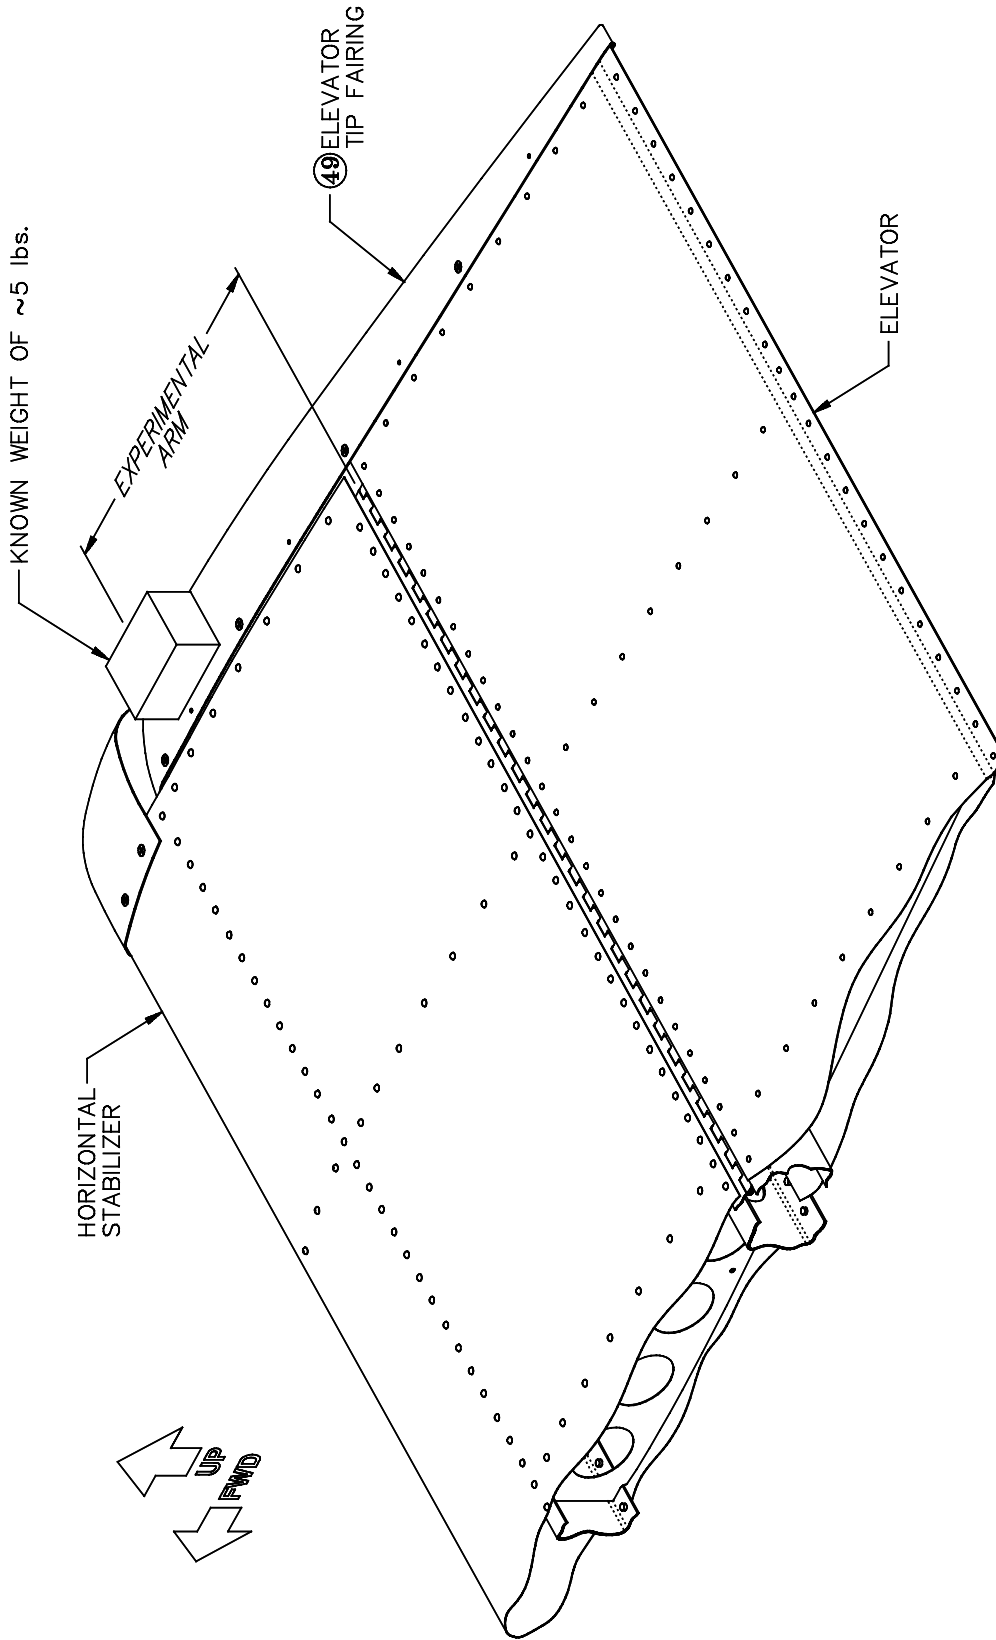 KNOWN WEIGHT OF ~5 lbs.
EXPERIMENTAL
ARM
49 ELEVATOR
TIP FAIRING
ELEVATOR
HORIZONTAL
STABILIZER
UP
FWD